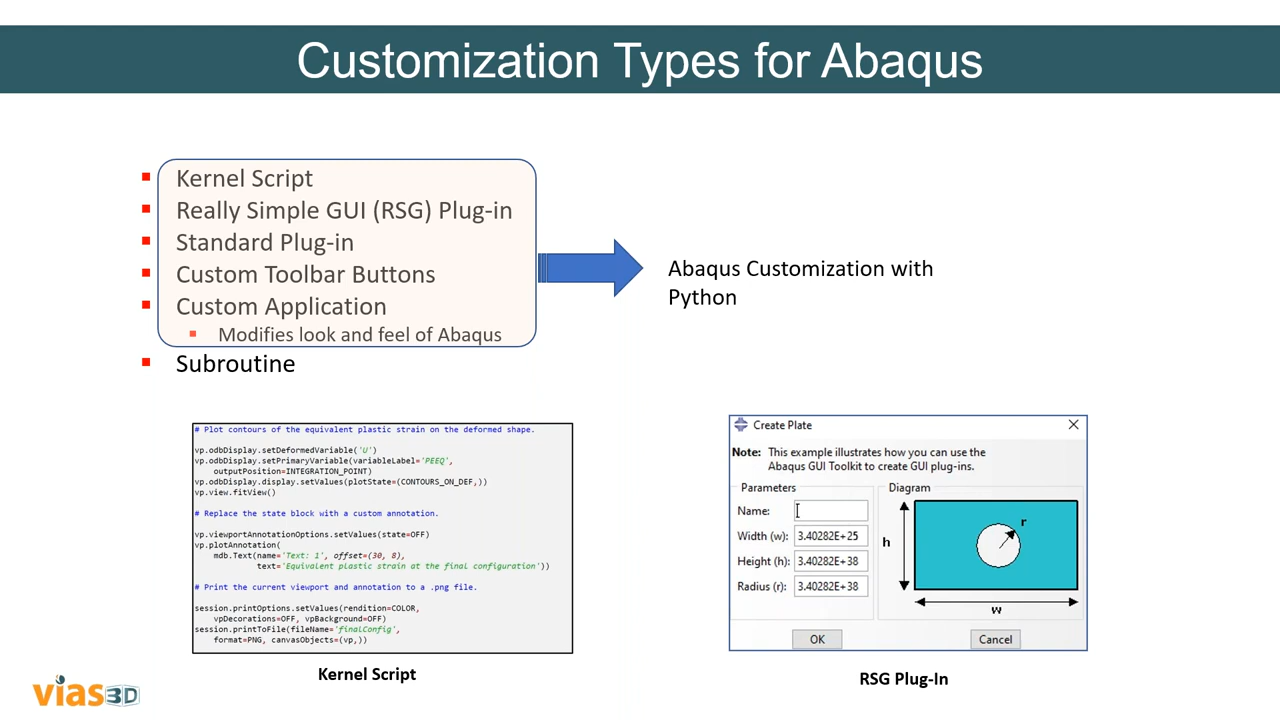 Customization Types for Abaqus
Kernel Script
Really Simple GUI (RSG) Plug-in
Standard Plug-in
Custom Toolbar Buttons
Custom Application
Modifies look and feel of Abaqus
Subroutine
Abaqus Customization with
Python
# Plot contours of the equivalent plastic strain on the deformed shape.
vp.odbDisplay.setDeformedVariable('U')
vp.odbDisplay.setPrimaryVariable(variableLabel='PEEQ',
outputPosition=INTEGRATION_POINT)
vp.odbDisplay.display.setValues(plotState=(CONTOURS_ON_DEF,))
vp.view.fitView()
# Replace the state block with a custom annotation.
vp.viewportAnnotationOptions.setValues(state=OFF)
vp.plotAnnotation(
mdb.Text(name='Text: 1', offset=(30, 8),
text='Equivalent plastic strain at the final configuration'))
# Print the current viewport and annotation to a .png file.
session.printOptions.setValues(rendition=COLOR,
vpDecorations=OFF, vpBackground=OFF)
session.printToFile(fileName='finalConfig',
format=PNG, canvasObjects=(vp,))
Kernel Script
Create Plate
Note: This example illustrates how you can use the
Abaqus GUI Toolkit to create GUI plug-ins.
Parameters
Name:
Width (w): 3.40282E+25
Height (h): 3.40282E+38
Radius (r): 3.40282E+38
Diagram
r
h
w
OK
Cancel
RSG Plug-In
vias3D